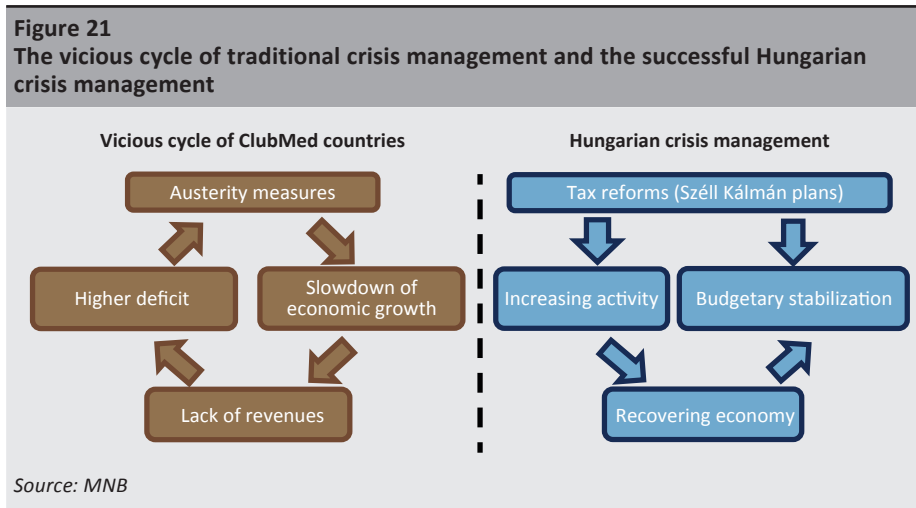 Figure 21
The vicious cycle of traditional crisis management and the successful Hungarian
crisis management
Vicious cycle of ClubMed countries
Austerity measures
Higher deficit
Slowdown of
economic growth
Lack of revenues
Hungarian crisis management
Tax reforms (Széll Kálmán plans)
Increasing activity
Budgetary stabilization
Recovering economy
Source: MNB